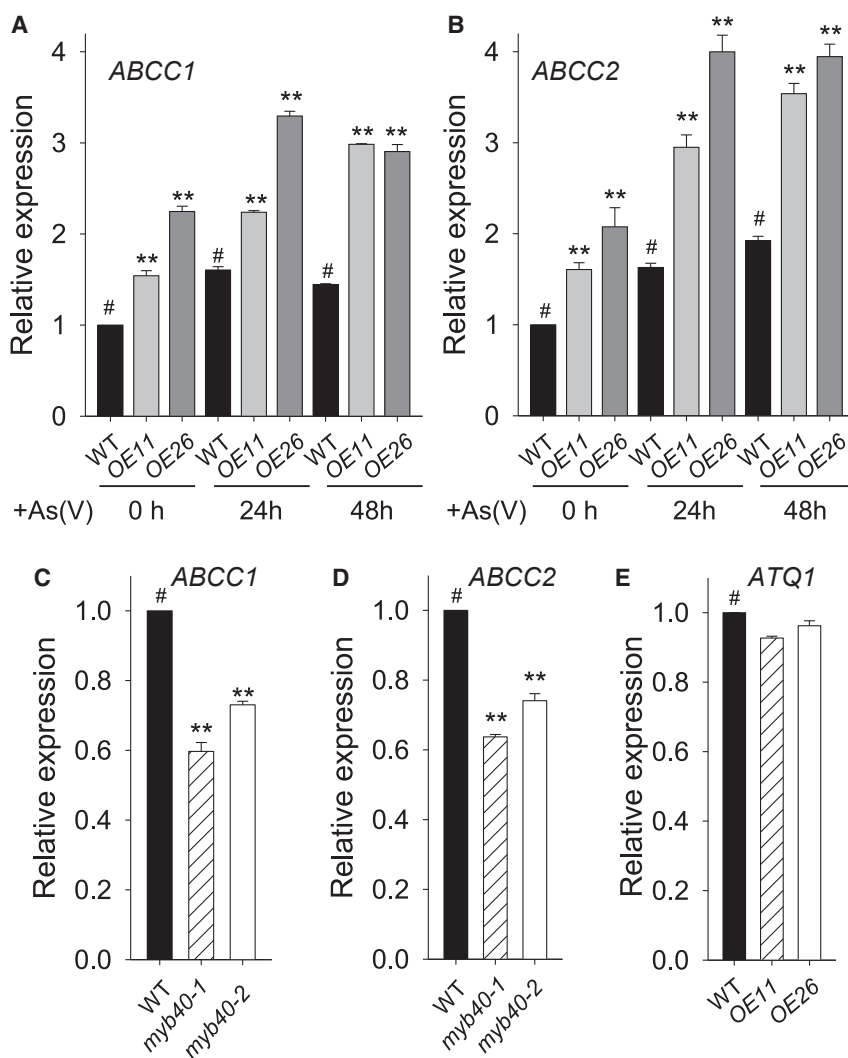 A
ABCC1
Relative expression
4
3
2
1
0
#
**
**
#
**
**
#
**
**
WT
OE11
OE26
WT
OE11
OE26
WT
OE11
OE26
+As(V) 0 h 24h 48h
B
ABCC2
Relative expression
4
3
2
1
0
#
**
**
#
**
**
#
**
**
WT
OE11
OE26
WT
OE11
OE26
WT
OE11
OE26
+As(V) 0 h 24h 48h
C
ABCC1
Relative expression
1.0
0.8
0.6
0.4
0.2
0.0
#
**
**
WT
myb40-1
myb40-2
D
ABCC2
Relative expression
1.0
0.8
0.6
0.4
0.2
0.0
#
**
**
WT
myb40-1
myb40-2
E
ATQ1
Relative expression
1.0
0.8
0.6
0.4
0.2
0.0
#
WT
OE11
OE26